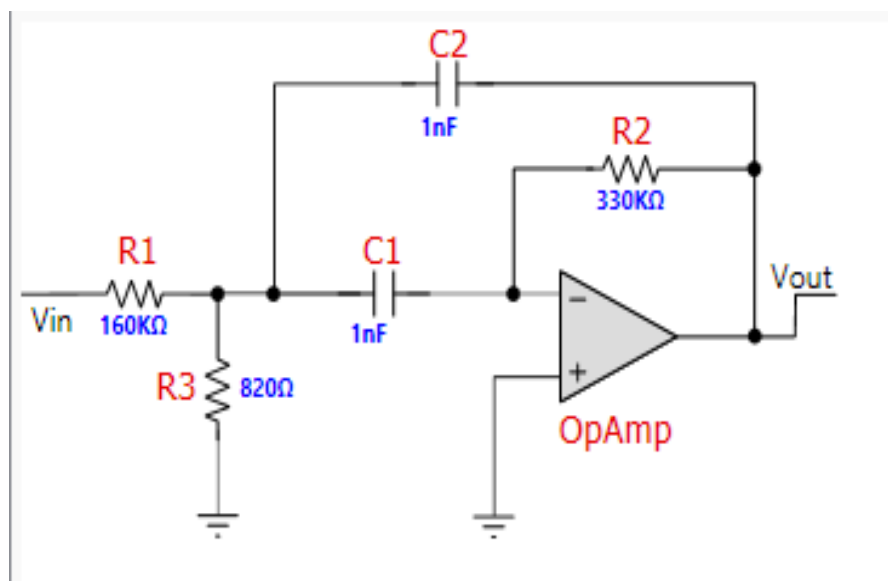 C2
1nF
R2
330KΩ
R1
C1
Vin
160KΩ
1nF
−
Vout
R3
820Ω
+
OpAmp